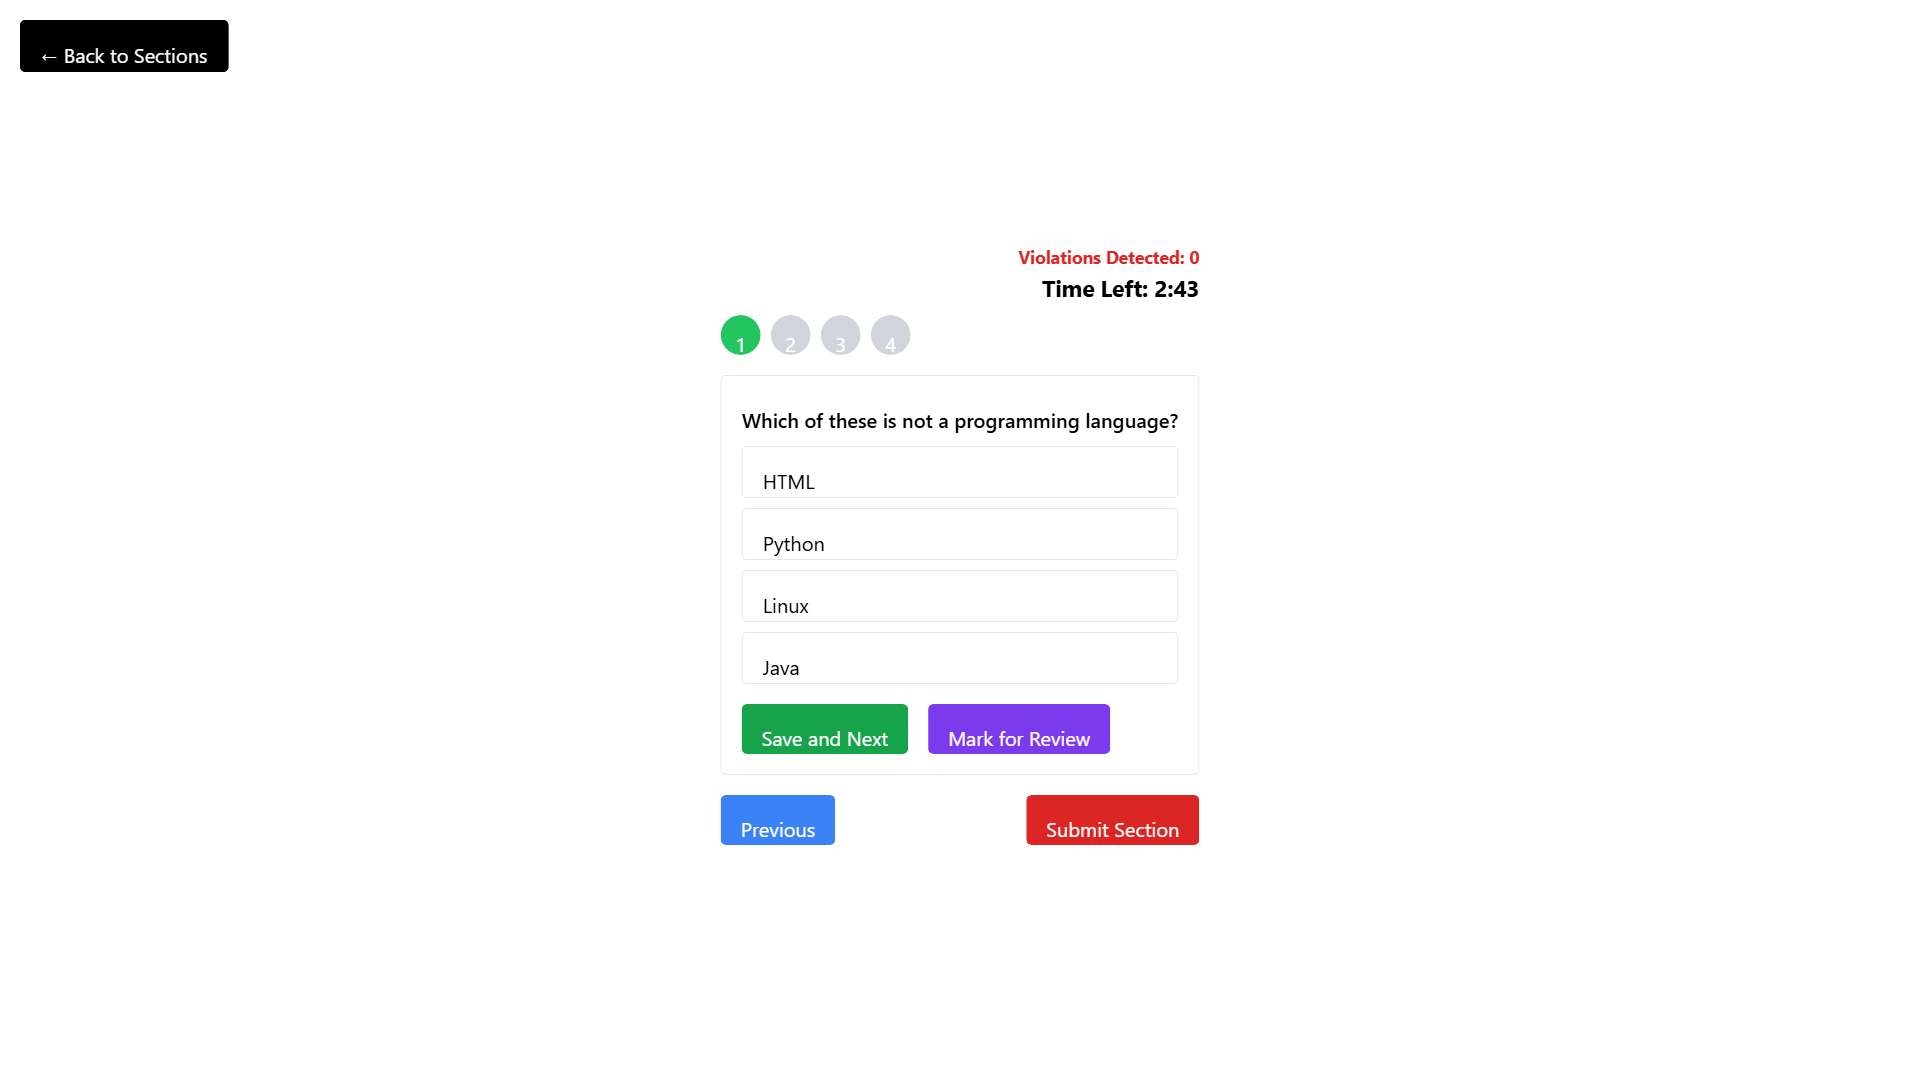 ← Back to Sections
Violations Detected: 0
Time Left: 2:43
1 2 3 4
Which of these is not a programming language?
HTML
Python
Linux
Java
Save and Next Mark for Review
Previous Submit Section